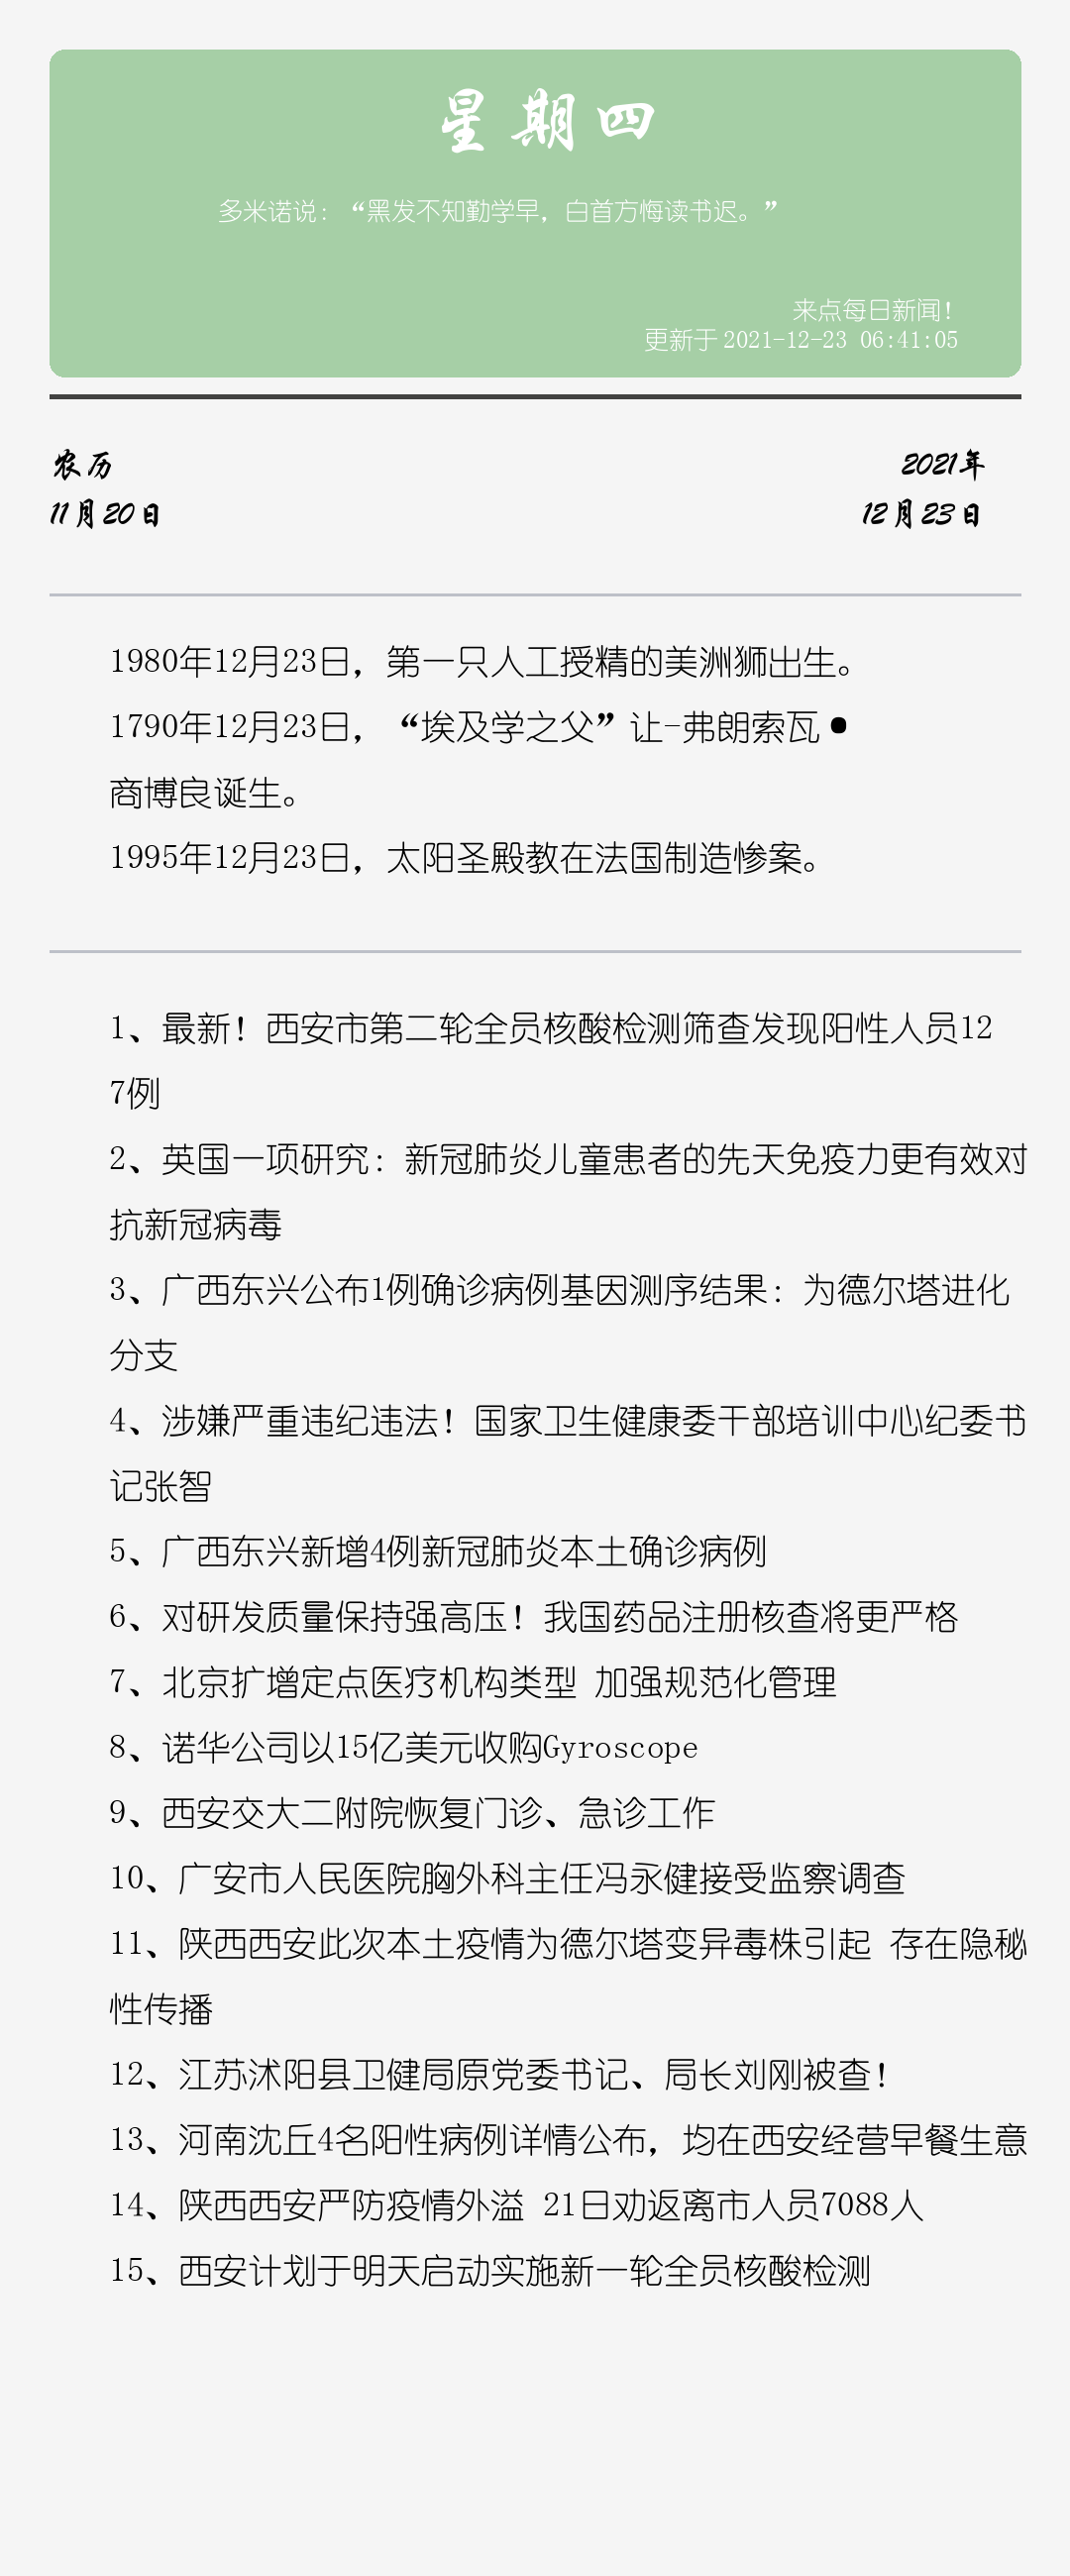 星期四
多米诺说：“黑发不知勤学早，白首方悔读书迟。”
来点每日新闻！
更新于 2021-12-23 06:41:05
农历
2021年
11月20日
12月23日
1980年12月23日，第一只人工授精的美洲狮出生。
1790年12月23日，“埃及学之父”让-弗朗索瓦•
商博良诞生。
1995年12月23日，太阳圣殿教在法国制造惨案。
1、最新！西安市第二轮全员核酸检测筛查发现阳性人员12
7例
2、英国一项研究：新冠肺炎儿童患者的先天免疫力更有效对
抗新冠病毒
3、广西东兴公布1例确诊病例基因测序结果：为德尔塔进化
分支
4、涉嫌严重违纪违法！国家卫生健康委干部培训中心纪委书
记张智
5、广西东兴新增4例新冠肺炎本土确诊病例
6、对研发质量保持强高压！我国药品注册核查将更严格
7、北京扩增定点医疗机构类型 加强规范化管理
8、诺华公司以15亿美元收购Gyroscope
9、西安交大二附院恢复门诊、急诊工作
10、广安市人民医院胸外科主任冯永健接受监察调查
11、陕西西安此次本土疫情为德尔塔变异毒株引起 存在隐秘
性传播
12、江苏沭阳县卫健局原党委书记、局长刘刚被查！
13、河南沈丘4名阳性病例详情公布，均在西安经营早餐生意
14、陕西西安严防疫情外溢 21日劝返离市人员7088人
15、西安计划于明天启动实施新一轮全员核酸检测